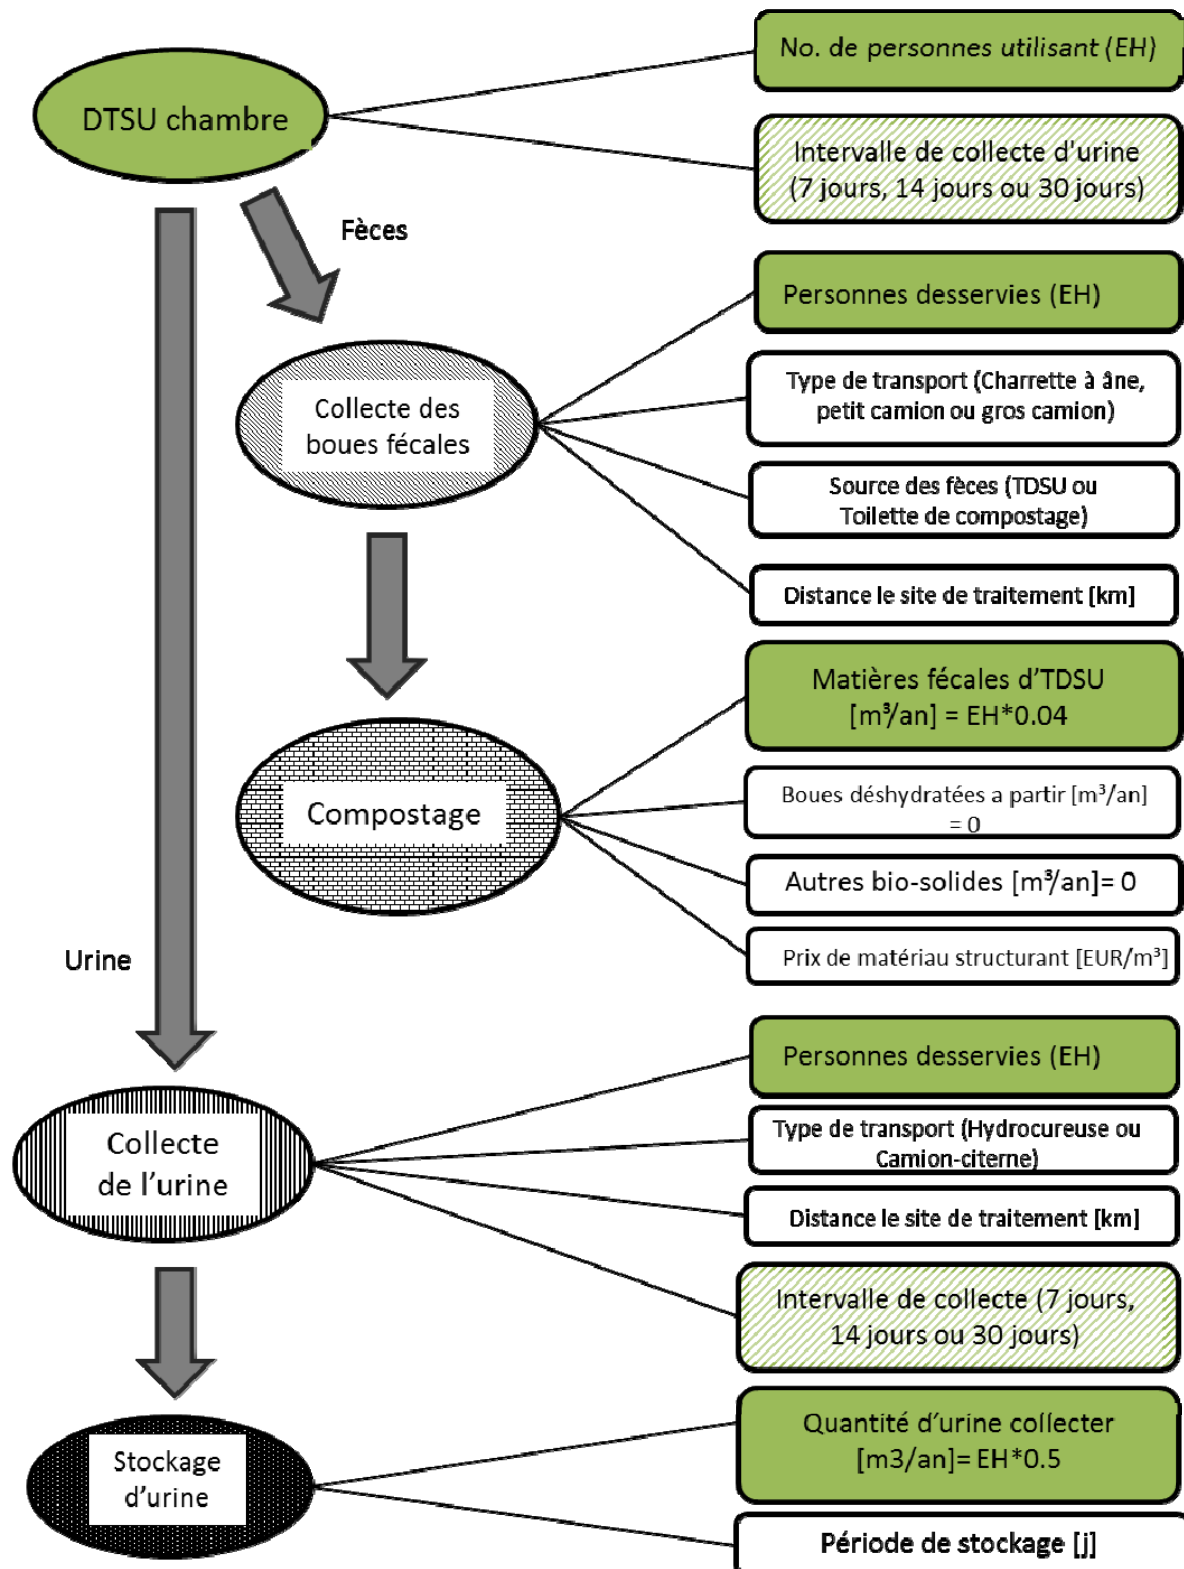 DTSU chambre
No. de personnes utilisant (EH)
Intervalle de collecte d'urine
(7 jours, 14 jours ou 30 jours)
Fèces
Personnes desservies (EH)
Collecte des
boues fécales
Type de transport (Charrette à âne,
petit camion ou gros camion)
Source des fèces (TDSU ou
Toilette de compostage)
Distance le site de traitement [km]
Compostage
Matières fécales d'TDSU
[m³/an] = EH*0.04
Boues déshydratées a partir [m³/an]
= 0
Autres bio-solides [m³/an]= 0
Prix de matériau structurant [EUR/m³]
Urine
Collecte
de l'urine
Personnes desservies (EH)
Type de transport (Hydrocureuse ou
Camion-citerne)
Distance le site de traitement [km]
Intervalle de collecte (7 jours,
14 jours ou 30 jours)
Stockage
d'urine
Quantité d'urine collecter
[m3/an]= EH*0.5
Période de stockage [j]